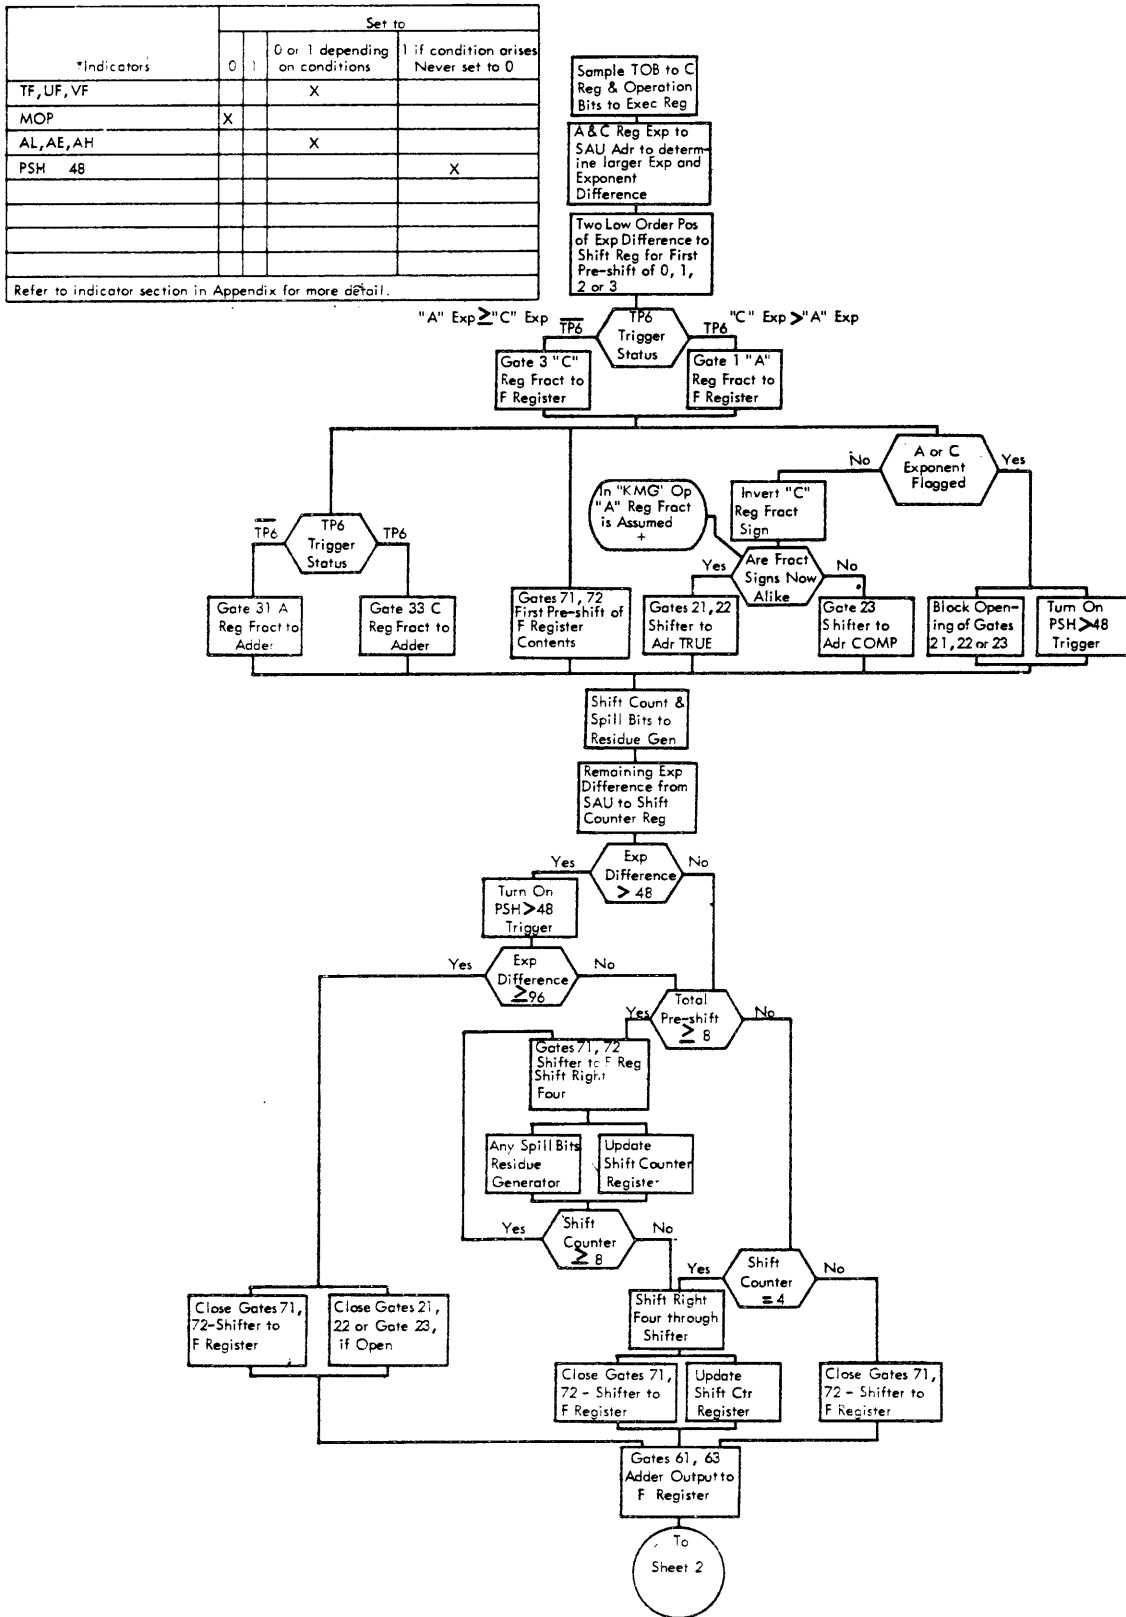 Set to
*Indicators
0
1
0 or 1 depending
on conditions
1 if condition arises
Never set to 0
TF, UF, VF
X
MOP
X
AL, AE, AH
X
PSH 48
X
Refer to indicator section in Appendix for more detail.
Sample TOB to C
Reg & Operation
Bits to Exec Reg
A & C Reg Exp to
SAU Adr to determ-
ine larger Exp and
Exponent
Difference
Two Low Order Pos
of Exp Difference to
Shift Reg for First
Pre-shift of 0, 1,
2 or 3
"A" Exp ≥ "C" Exp
T̅P̅6̅
TP6
Trigger
Status
TP6
"C" Exp > "A" Exp
Gate 3 "C"
Reg Fract to
F Register
Gate 1 "A"
Reg Fract to
F Register
No
A or C
Exponent
Flagged
Yes
In "KMG' Op
"A" Reg Fract
is Assumed
+
Invert "C"
Reg Fract
Sign
T̅P̅6̅
TP6
Trigger
Status
TP6
Yes
Are Fract
Signs Now
Alike
No
Gate 31 A
Reg Fract to
Adder
Gate 33 C
Reg Fract to
Adder
Gates 71, 72
First Pre-shift of
F Register
Contents
Gates 21, 22
Shifter to
Adr TRUE
Gate 23
Shifter to
Adr COMP
Block Open-
ing of Gates
21, 22 or 23
Turn On
PSH >48
Trigger
Shift Count &
Spill Bits to
Residue Gen
Remaining Exp
Difference from
SAU to Shift
Counter Reg
Yes
Exp
Difference
> 48
No
Turn On
PSH >48
Trigger
Yes
Exp
Difference
≥96
No
Yes
Total
Pre-shift
≥ 8
No
Gates 71, 72
Shifter to F Reg
Shift Right
Four
Any Spill Bits
Residue
Generator
Update
Shift Counter
Register
Yes
Shift
Counter
≥ 8
No
Yes
Shift
Counter
= 4
No
Close Gates 71,
72-Shifter to
F Register
Close Gates 21,
22 or Gate 23,
if Open
Shift Right
Four through
Shifter
Close Gates 71,
72 - Shifter to
F Register
Update
Shift Ctr
Register
Close Gates 71,
72 - Shifter to
F Register
Gates 61, 63
Adder Output to
F Register
To
Sheet 2